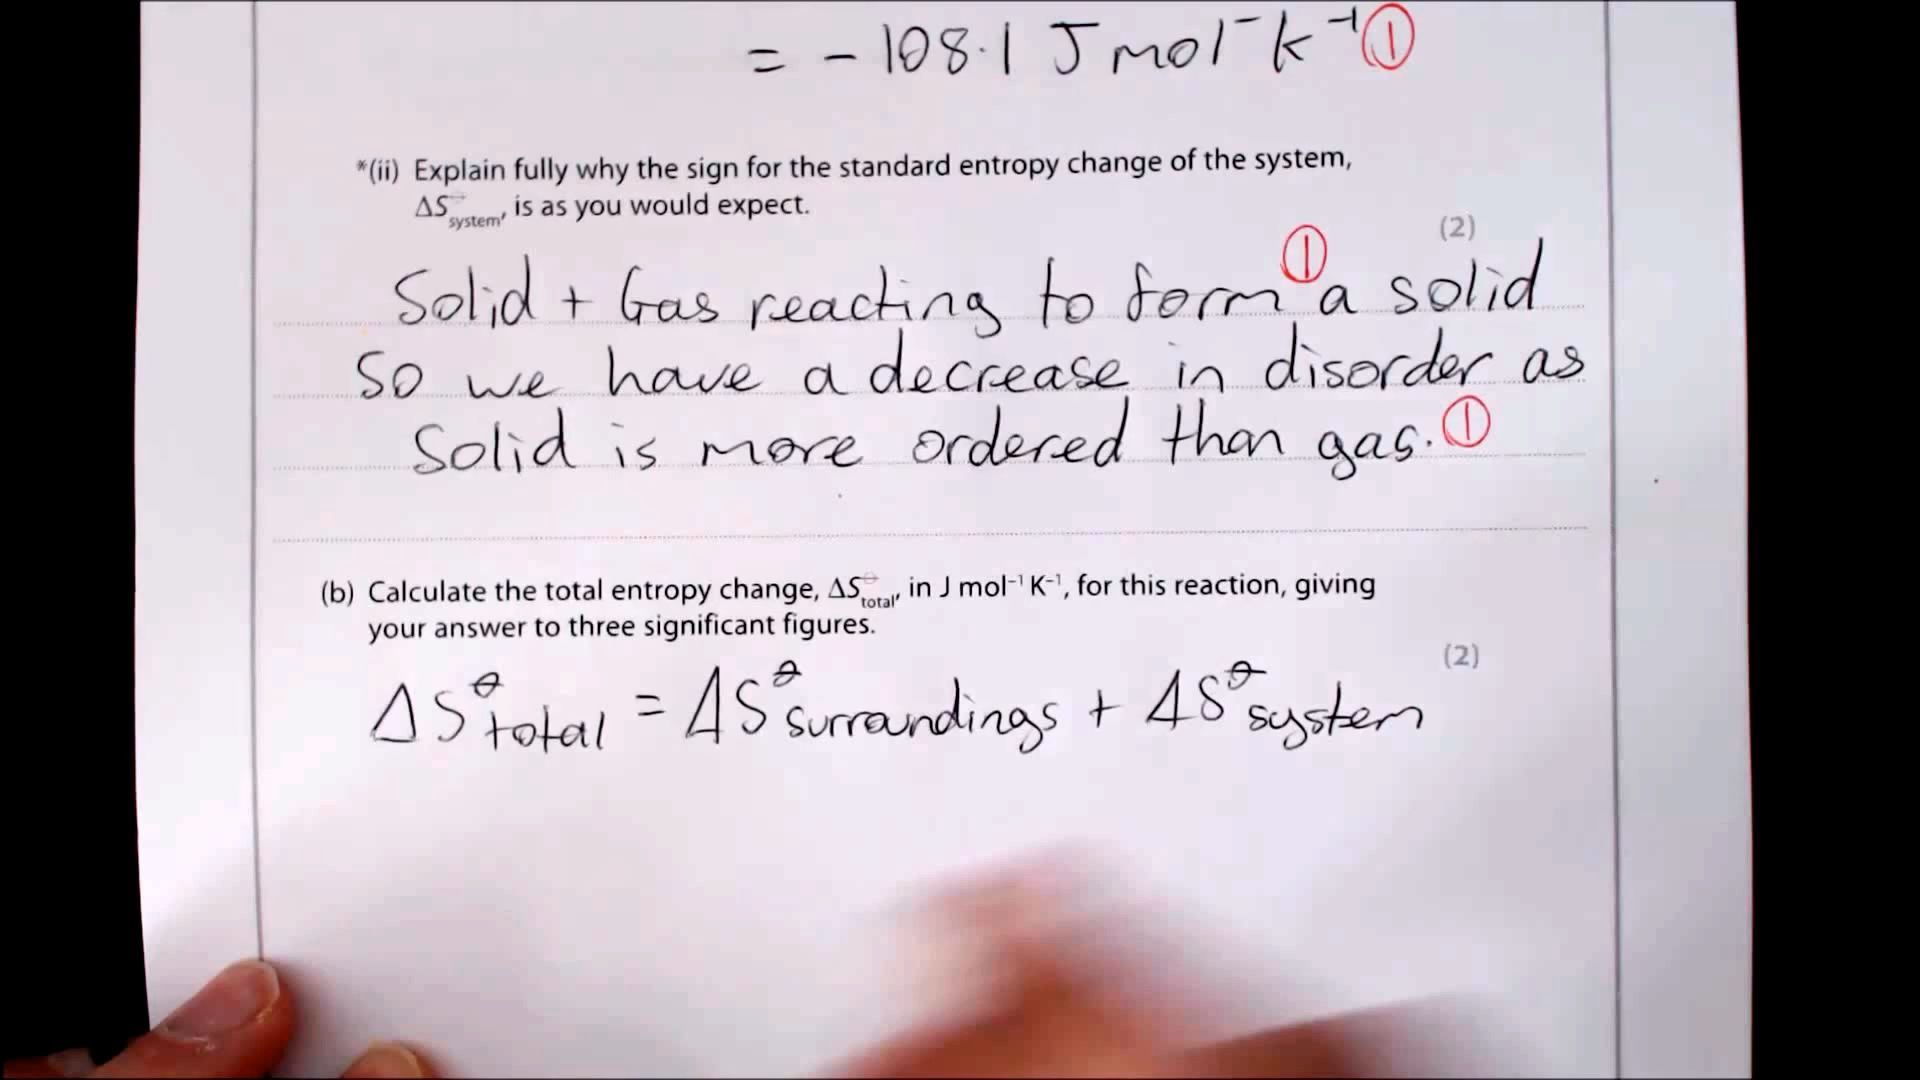 = - 108.1 J mol⁻ K⁻¹ ①
*(ii) Explain fully why the sign for the standard entropy change of the system,
ΔS⊖system, is as you would expect.
(2)
Solid + Gas reacting to form ① a solid
so we have a decrease in disorder as
Solid is more ordered than gas. ①
(b) Calculate the total entropy change, ΔS⊖total, in J mol⁻¹ K⁻¹, for this reaction, giving
your answer to three significant figures.
(2)
ΔS⊖total = ΔS⊖surroundings + ΔS⊖system